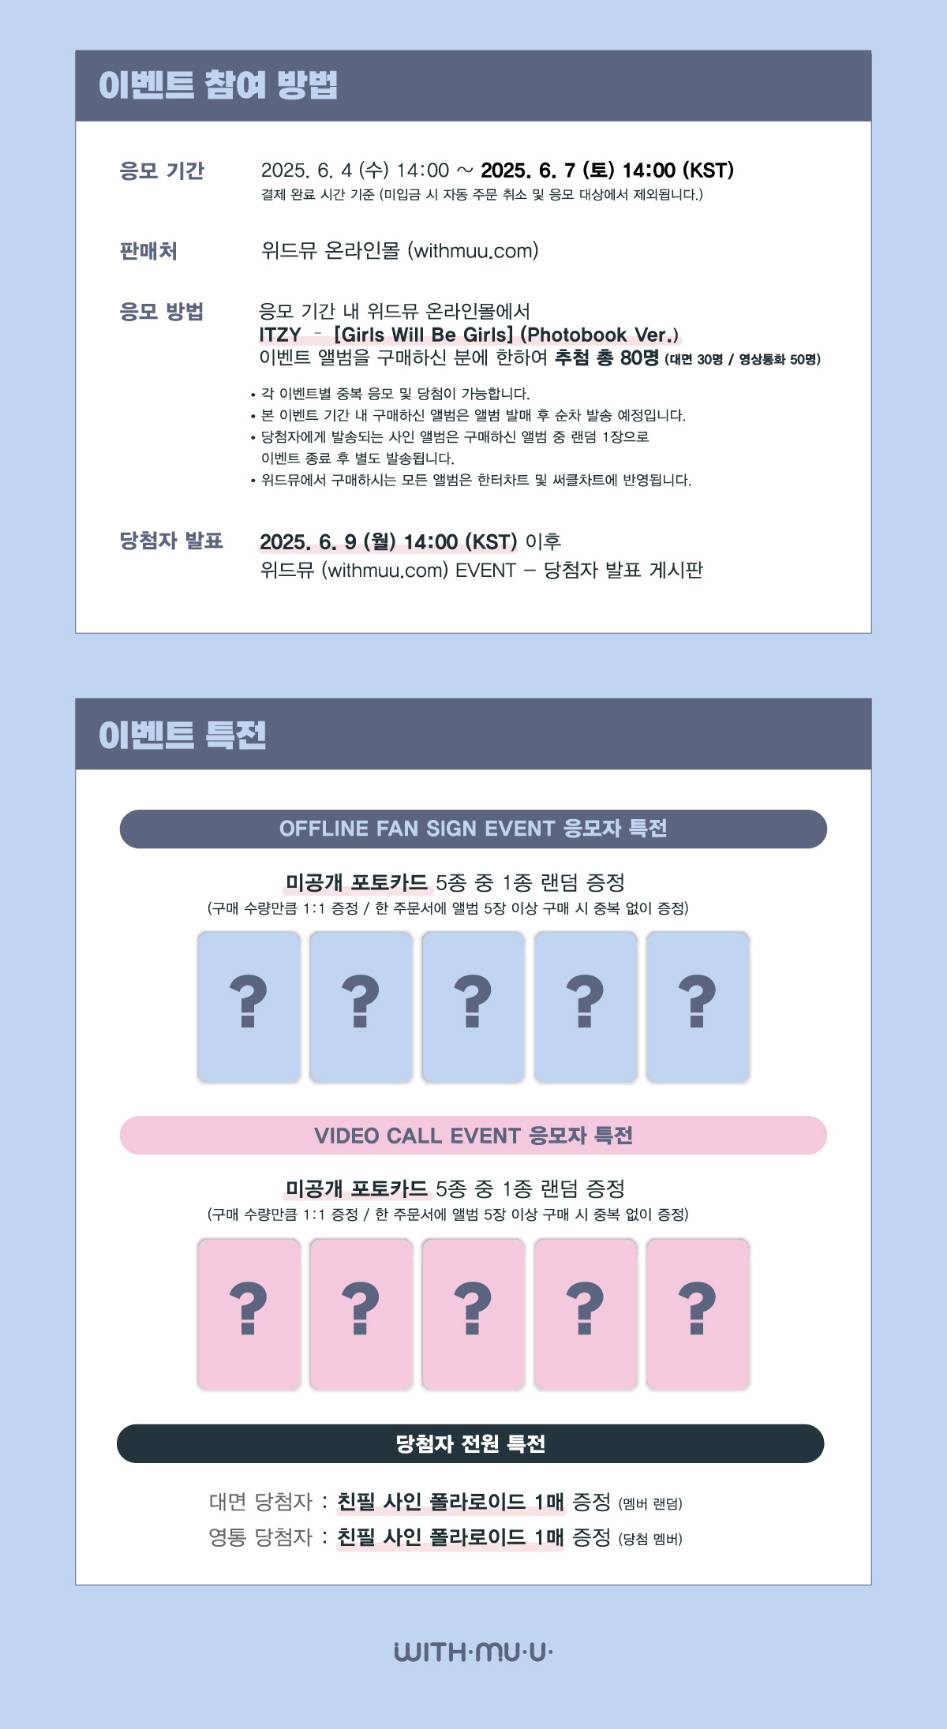 이벤트 참여 방법
응모 기간
2025. 6. 4 (수) 14:00 ~ 2025. 6. 7 (토) 14:00 (KST)
결제 완료 시간 기준 (미입금 시 자동 주문 취소 및 응모 대상에서 제외됩니다.)
판매처
위드뮤 온라인몰 (withmuu.com)
응모 방법
응모 기간 내 위드뮤 온라인몰에서
ITZY - [Girls Will Be Girls] (Photobook Ver.)
이벤트 앨범을 구매하신 분에 한하여 추첨 총 80명 (대면 30명 / 영상통화 50명)
• 각 이벤트별 중복 응모 및 당첨이 가능합니다.
• 본 이벤트 기간 내 구매하신 앨범은 앨범 발매 후 순차 발송 예정입니다.
• 당첨자에게 발송되는 사인 앨범은 구매하신 앨범 중 랜덤 1장으로
이벤트 종료 후 별도 발송됩니다.
• 위드뮤에서 구매하시는 모든 앨범은 한터차트 및 써클차트에 반영됩니다.
당첨자 발표
2025. 6. 9 (월) 14:00 (KST) 이후
위드뮤 (withmuu.com) EVENT – 당첨자 발표 게시판
이벤트 특전
OFFLINE FAN SIGN EVENT 응모자 특전
미공개 포토카드 5종 중 1종 랜덤 증정
(구매 수량만큼 1:1 증정 / 한 주문서에 앨범 5장 이상 구매 시 중복 없이 증정)
? ? ? ? ?
VIDEO CALL EVENT 응모자 특전
미공개 포토카드 5종 중 1종 랜덤 증정
(구매 수량만큼 1:1 증정 / 한 주문서에 앨범 5장 이상 구매 시 중복 없이 증정)
? ? ? ? ?
당첨자 전원 특전
대면 당첨자 : 친필 사인 폴라로이드 1매 증정 (멤버 랜덤)
영통 당첨자 : 친필 사인 폴라로이드 1매 증정 (당첨 멤버)
WITH·MU·U·